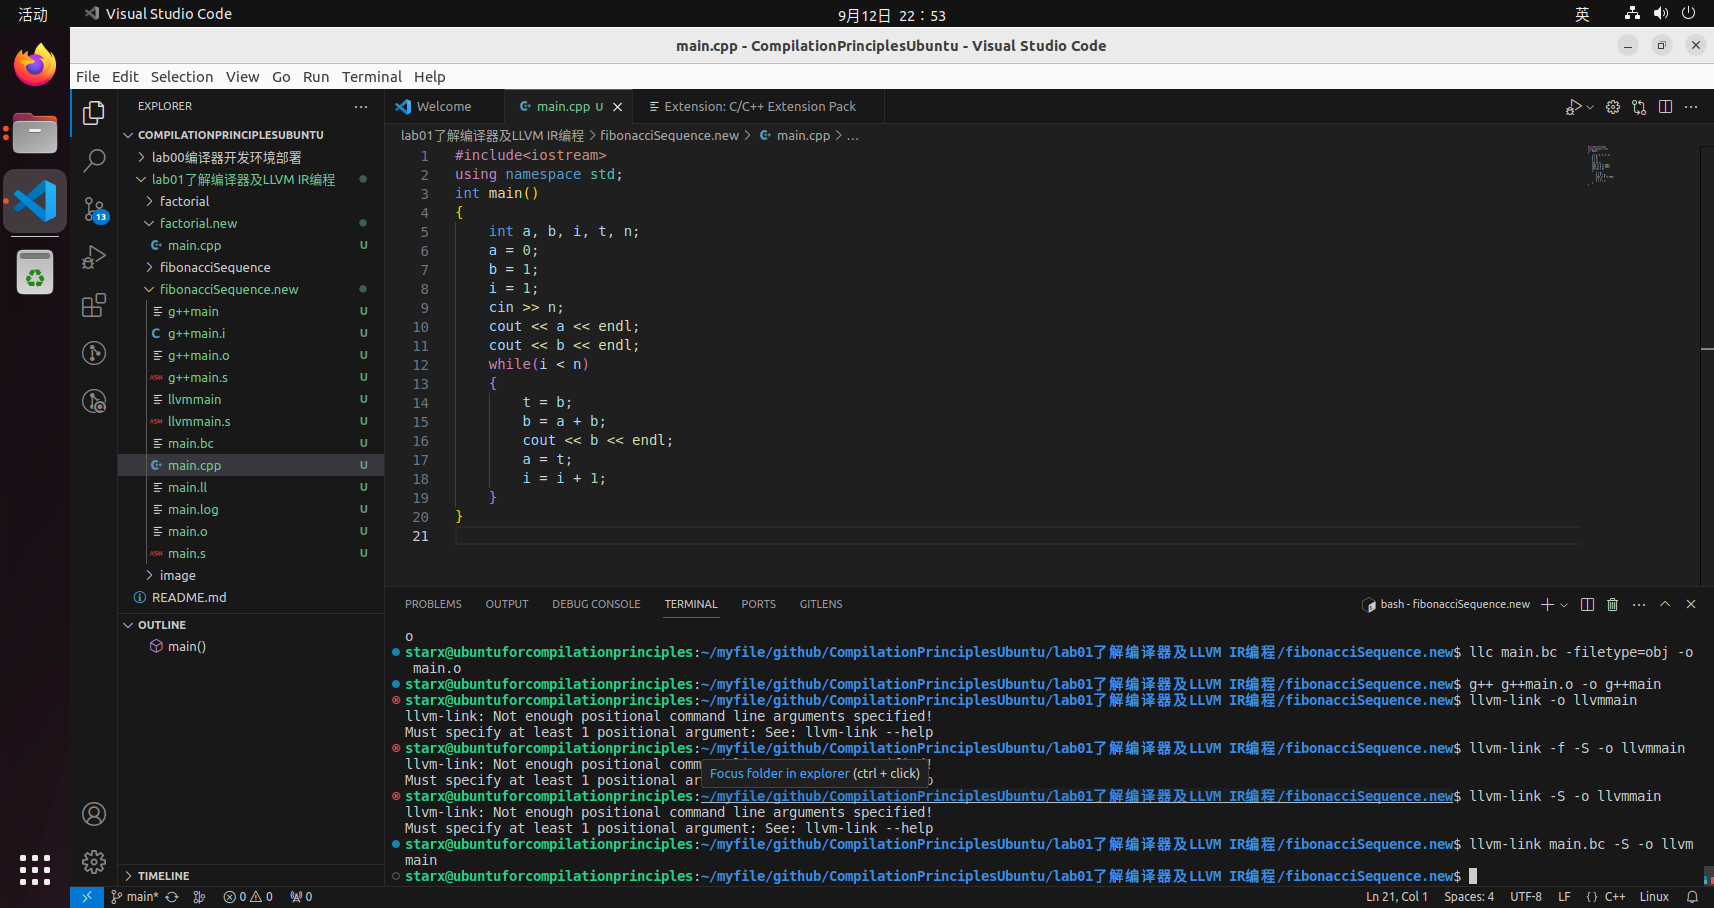 活动
Visual Studio Code
9月12日 22：53
英
main.cpp - CompilationPrinciplesUbuntu - Visual Studio Code
File Edit Selection View Go Run Terminal Help
EXPLORER
COMPILATIONPRINCIPLESUBUNTU
lab00编译器开发环境部署
lab01了解编译器及LLVM IR编程
factorial
factorial.new
main.cpp U
fibonacciSequence
fibonacciSequence.new
g++main U
g++main.i U
g++main.o U
ASM g++main.s U
llvmmain U
ASM llvmmain.s U
main.bc U
main.cpp U
main.ll U
main.log U
main.o U
ASM main.s U
image
README.md
OUTLINE
main()
TIMELINE
13
Welcome
main.cpp U
Extension: C/C++ Extension Pack
lab01了解编译器及LLVM IR编程 > fibonacciSequence.new > main.cpp > ...
1 #include<iostream>
2 using namespace std;
3 int main()
4 {
5 int a, b, i, t, n;
6 a = 0;
7 b = 1;
8 i = 1;
9 cin >> n;
10 cout << a << endl;
11 cout << b << endl;
12 while(i < n)
13 {
14 t = b;
15 b = a + b;
16 cout << b << endl;
17 a = t;
18 i = i + 1;
19 }
20 }
21
PROBLEMS OUTPUT DEBUG CONSOLE TERMINAL PORTS GITLENS
bash - fibonacciSequence.new
o
starx@ubuntuforcompilationprinciples:~/myfile/github/CompilationPrinciplesUbuntu/lab01了解编译器及LLVM IR编程/fibonacciSequence.new$ llc main.bc -filetype=obj -o
main.o
starx@ubuntuforcompilationprinciples:~/myfile/github/CompilationPrinciplesUbuntu/lab01了解编译器及LLVM IR编程/fibonacciSequence.new$ g++ g++main.o -o g++main
starx@ubuntuforcompilationprinciples:~/myfile/github/CompilationPrinciplesUbuntu/lab01了解编译器及LLVM IR编程/fibonacciSequence.new$ llvm-link -o llvmmain
llvm-link: Not enough positional command line arguments specified!
Must specify at least 1 positional argument: See: llvm-link --help
starx@ubuntuforcompilationprinciples:~/myfile/github/CompilationPrinciplesUbuntu/lab01了解编译器及LLVM IR编程/fibonacciSequence.new$ llvm-link -f -S -o llvmmain
llvm-link: Not enough positional comm
Must specify at least 1 positional ar
Focus folder in explorer (ctrl + click)
starx@ubuntuforcompilationprinciples:~/myfile/github/CompilationPrinciplesUbuntu/lab01了解编译器及LLVM IR编程/fibonacciSequence.new$ llvm-link -S -o llvmmain
llvm-link: Not enough positional command line arguments specified!
Must specify at least 1 positional argument: See: llvm-link --help
starx@ubuntuforcompilationprinciples:~/myfile/github/CompilationPrinciplesUbuntu/lab01了解编译器及LLVM IR编程/fibonacciSequence.new$ llvm-link main.bc -S -o llvm
main
starx@ubuntuforcompilationprinciples:~/myfile/github/CompilationPrinciplesUbuntu/lab01了解编译器及LLVM IR编程/fibonacciSequence.new$
main* 0 0 0
Ln 21, Col 1 Spaces: 4 UTF-8 LF {} C++ Linux